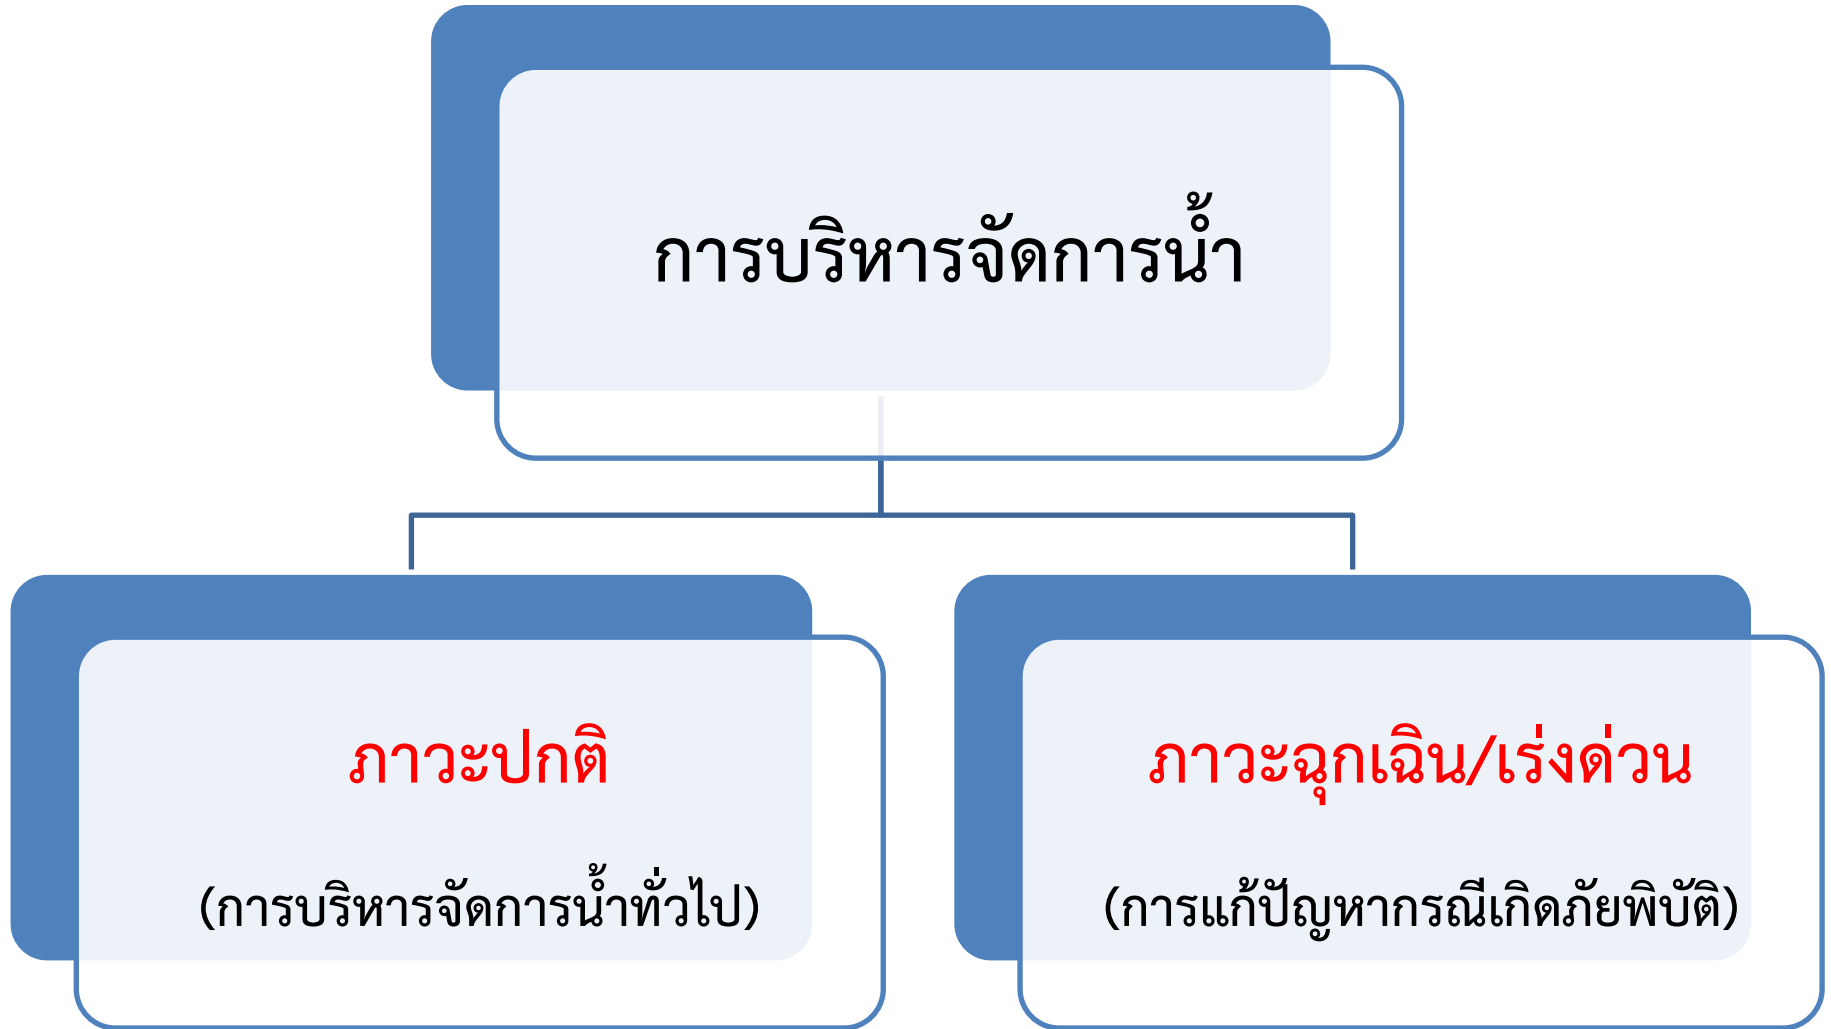 การบริหารจัดการน้ำ
ภาวะปกติ
(การบริหารจัดการน้ำทั่วไป)
ภาวะฉุกเฉิน/เร่งด่วน
(การแก้ปัญหากรณีเกิดภัยพิบัติ)